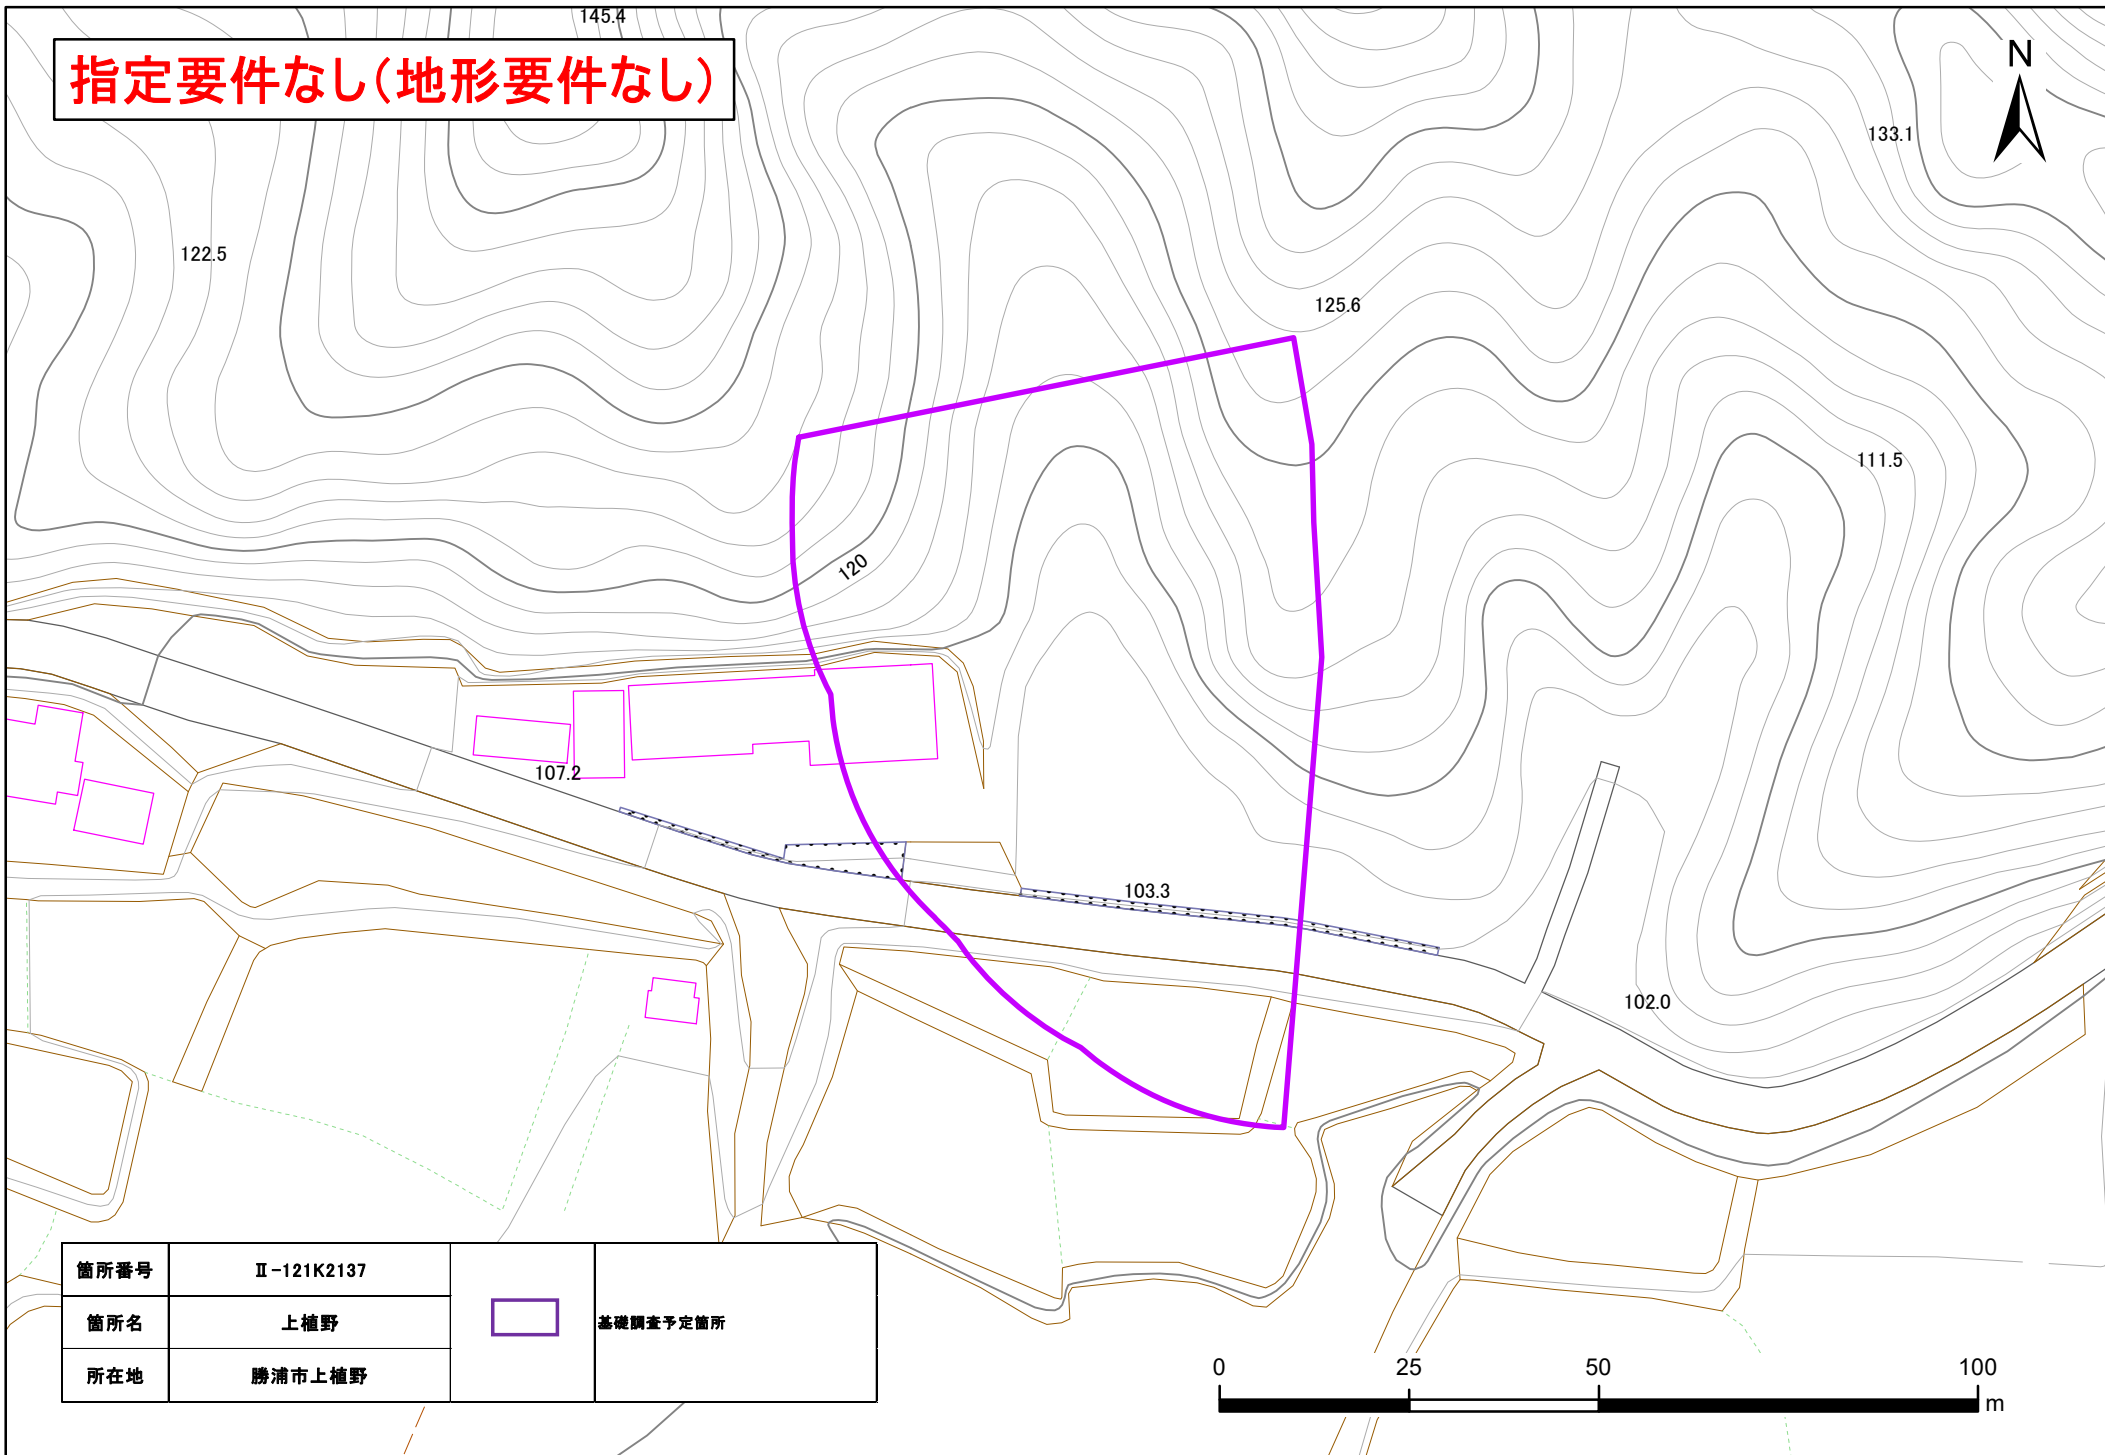 145.4
指定要件なし（地形要件なし）
N
133.1
122.5
125.6
111.5
120
107.2
103.3
102.0
箇所番号 Ⅱ-121K2137
箇所名 上植野
所在地 勝浦市上植野
基礎調査予定箇所
0 25 50 100
m